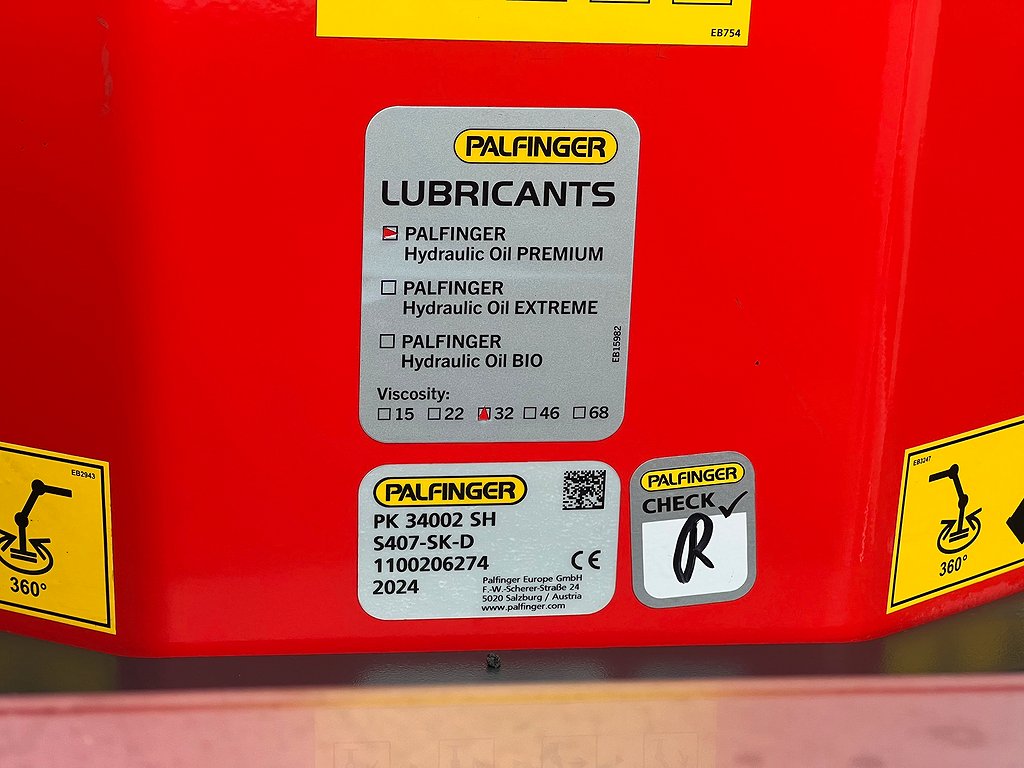 EB754
PALFINGER
LUBRICANTS
PALFINGER
Hydraulic Oil PREMIUM
PALFINGER
Hydraulic Oil EXTREME
PALFINGER
Hydraulic Oil BIO
EB15982
Viscosity:
15 22 32 46 68
EB2943
360°
PALFINGER
PK 34002 SH
S407-SK-D
1100206274
2024
CE
Palfinger Europe GmbH
F.-W.-Scherer-Straße 24
5020 Salzburg / Austria
www.palfinger.com
PALFINGER
CHECK
R
EB3247
360°